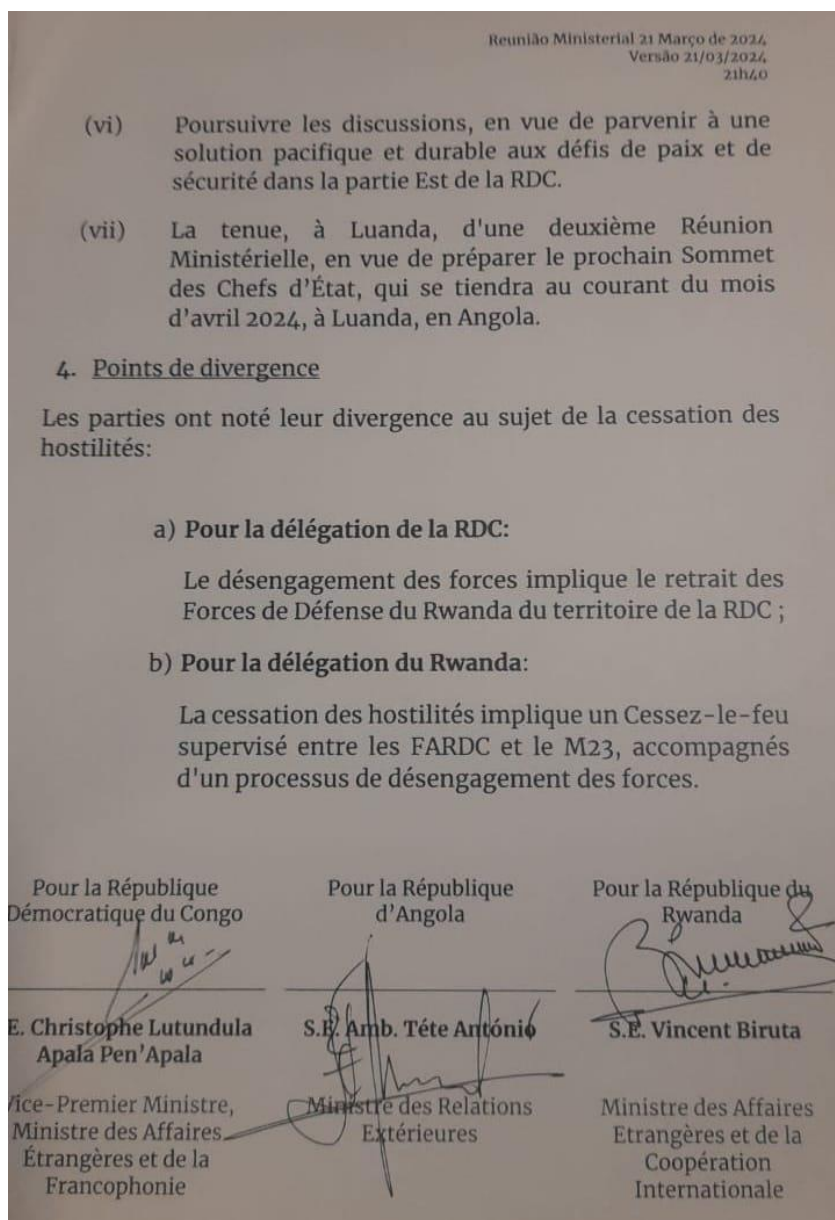 Reunião Ministerial 21 Março de 2024
Versão 21/03/2024
21h40
(vi) Poursuivre les discussions, en vue de parvenir à une
solution pacifique et durable aux défis de paix et de
sécurité dans la partie Est de la RDC.
(vii) La tenue, à Luanda, d'une deuxième Réunion
Ministérielle, en vue de préparer le prochain Sommet
des Chefs d'État, qui se tiendra au courant du mois
d'avril 2024, à Luanda, en Angola.
4. Points de divergence
Les parties ont noté leur divergence au sujet de la cessation des
hostilités:
a) Pour la délégation de la RDC:
Le désengagement des forces implique le retrait des
Forces de Défense du Rwanda du territoire de la RDC ;
b) Pour la délégation du Rwanda:
La cessation des hostilités implique un Cessez-le-feu
supervisé entre les FARDC et le M23, accompagnés
d'un processus de désengagement des forces.
Pour la République
Démocratique du Congo
E. Christophe Lutundula
Apala Pen'Apala
Vice-Premier Ministre,
Ministre des Affaires
Étrangères et de la
Francophonie
Pour la République
d'Angola
S.E. Amb. Téte António
Ministre des Relations
Extérieures
Pour la République du
Rwanda
S.E. Vincent Biruta
Ministre des Affaires
Etrangères et de la
Coopération
Internationale